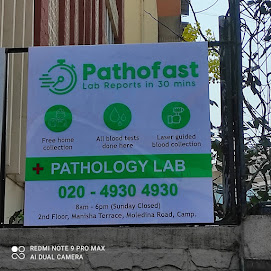 Pathofast
Lab Reports in 30 mins
Free home
collection
All blood tests
done here
Laser guided
blood collection
PATHOLOGY LAB
020 - 4930 4930
8am - 6pm (Sunday Closed)
2nd Floor, Manisha Terrace, Moledina Road, Camp.
REDMI NOTE 9 PRO MAX
AI DUAL CAMERA